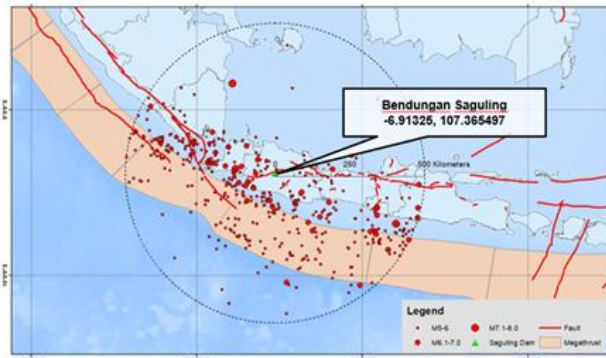 Bendungan Saguling
-6.91325, 107.365497
0 250 500 Kilometers
Legend
M5-6
M6.1-7.0
M7.1-8.0
Saguling Dam
Fault
Megathrust